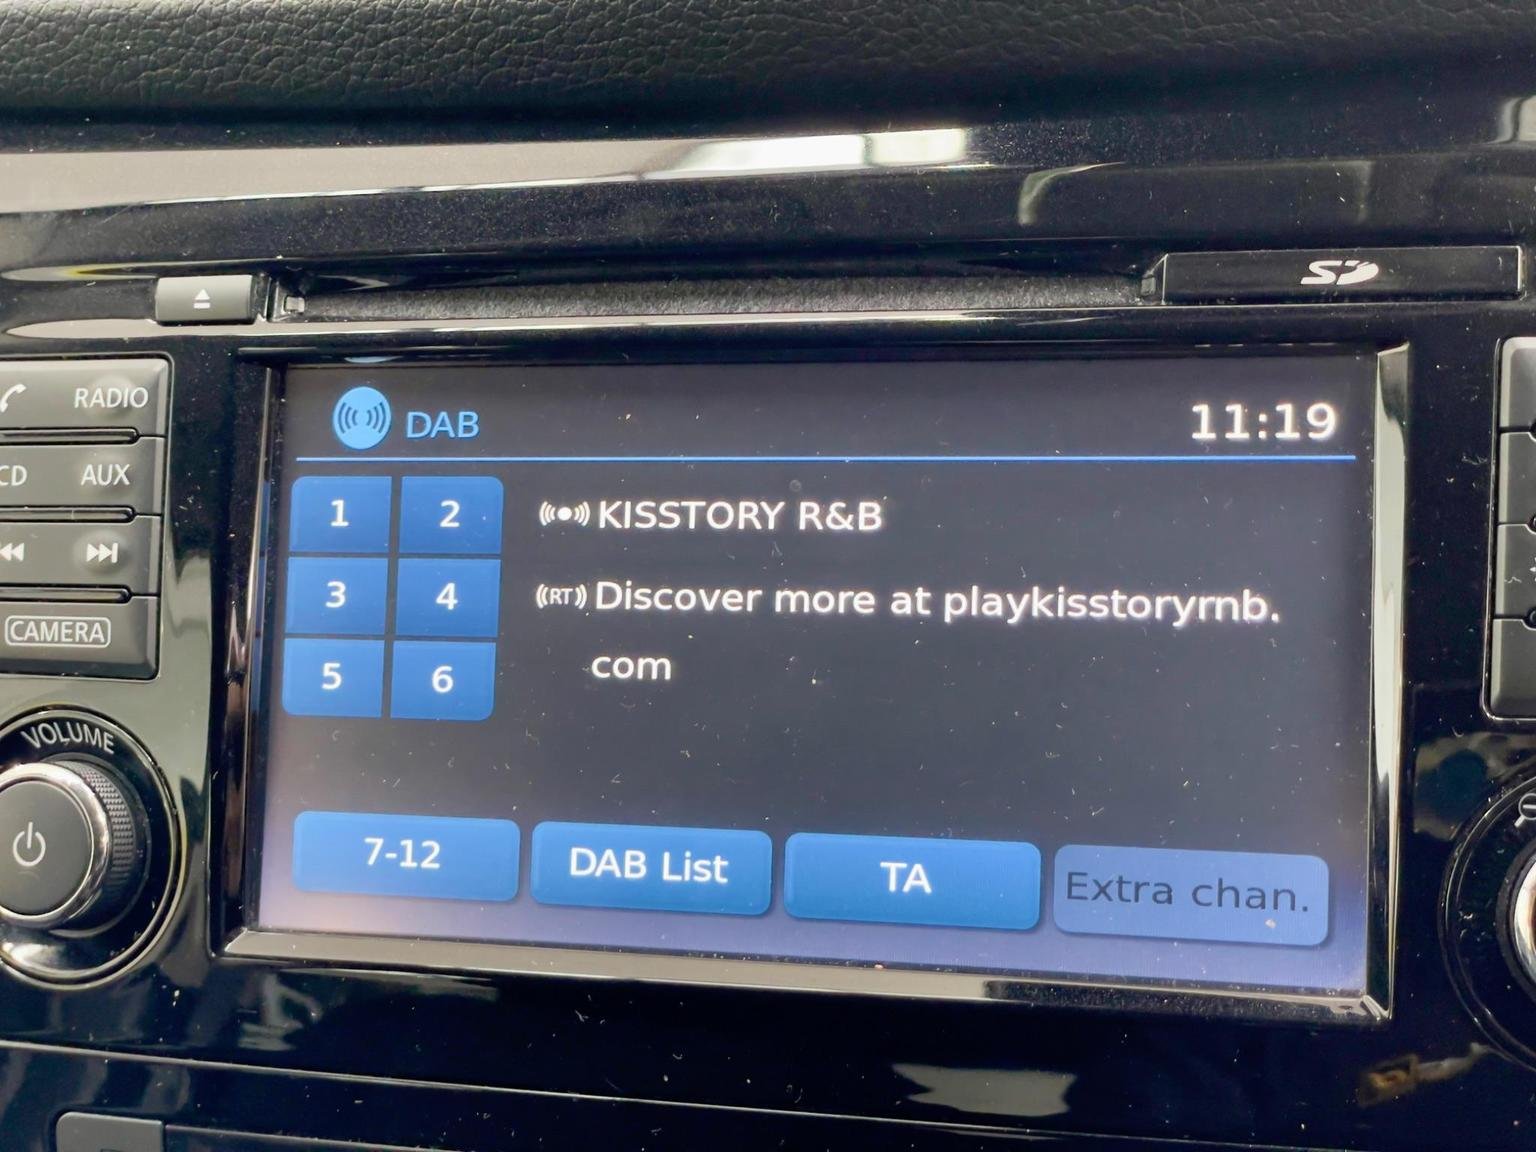 SD
RADIO
CD AUX
CAMERA
VOLUME
DAB
11:19
1 2
KISSTORY R&B
3 4
RT Discover more at playkisstoryrnb.
com
5 6
7-12 DAB List TA Extra chan.